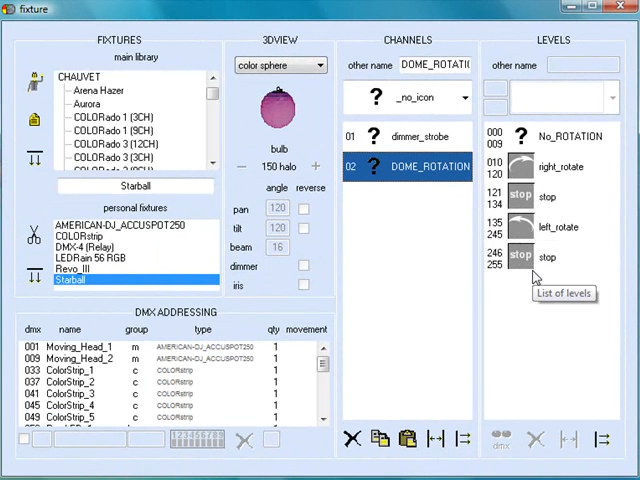 fixture
FIXTURES
main library
CHAUVET
Arena Hazer
Aurora
COLORado 1 (3CH)
COLORado 1 (9CH)
COLORado 3 (12CH)
COLORado 3 (3CH)
Starball
personal fixtures
AMERICAN-DJ_ACCUSPOT250
COLORstrip
DMX-4 (Relay)
LEDRain 56 RGB
Revo_III
Starball
3DVIEW
color sphere
bulb
150 halo
angle reverse
pan 120
tilt 120
beam 16
dimmer
iris
DMX ADDRESSING
dmx name group type qty movement
001 Moving_Head_1 m AMERICAN-DJ_ACCUSPOT250 1
009 Moving_Head_2 m AMERICAN-DJ_ACCUSPOT250 1
033 ColorStrip_1 c COLORstrip 1
037 ColorStrip_2 c COLORstrip 1
041 ColorStrip_3 c COLORstrip 1
045 ColorStrip_4 c COLORstrip 1
049 ColorStrip_5 c COLORstrip 1
123456789
CHANNELS
other name DOME_ROTATI
? _no_icon
01 ? dimmer_strobe
02 ? DOME_ROTATION
LEVELS
other name
000 009 ? No_ROTATION
010 120 right_rotate
121 134 stop stop
135 245 left_rotate
246 255 stop stop
List of levels
dmx